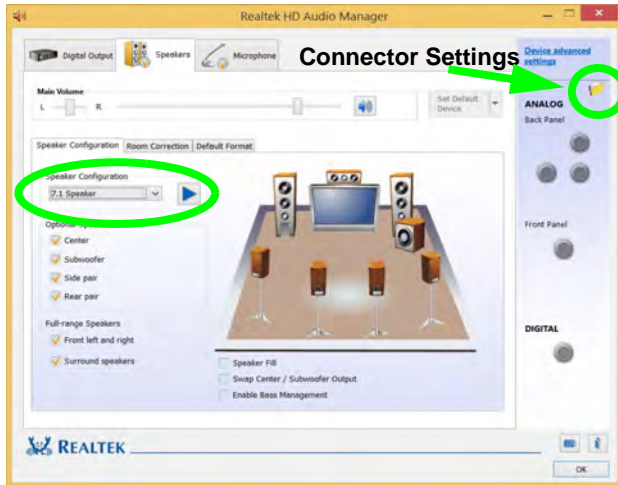 Realtek HD Audio Manager
Digital Output
Speakers
Microphone
Connector Settings
Device advanced
settings
Main Volume
L
R
Set Default
Device
ANALOG
Back Panel
Speaker Configuration
Room Correction
Default Format
Speaker Configuration
7.1 Speaker
Center
Subwoofer
Side pair
Rear pair
Front Panel
Full-range Speakers
Front left and right
Surround speakers
DIGITAL
Speaker Fill
Swap Center / Subwoofer Output
Enable Bass Management
REALTEK
OK